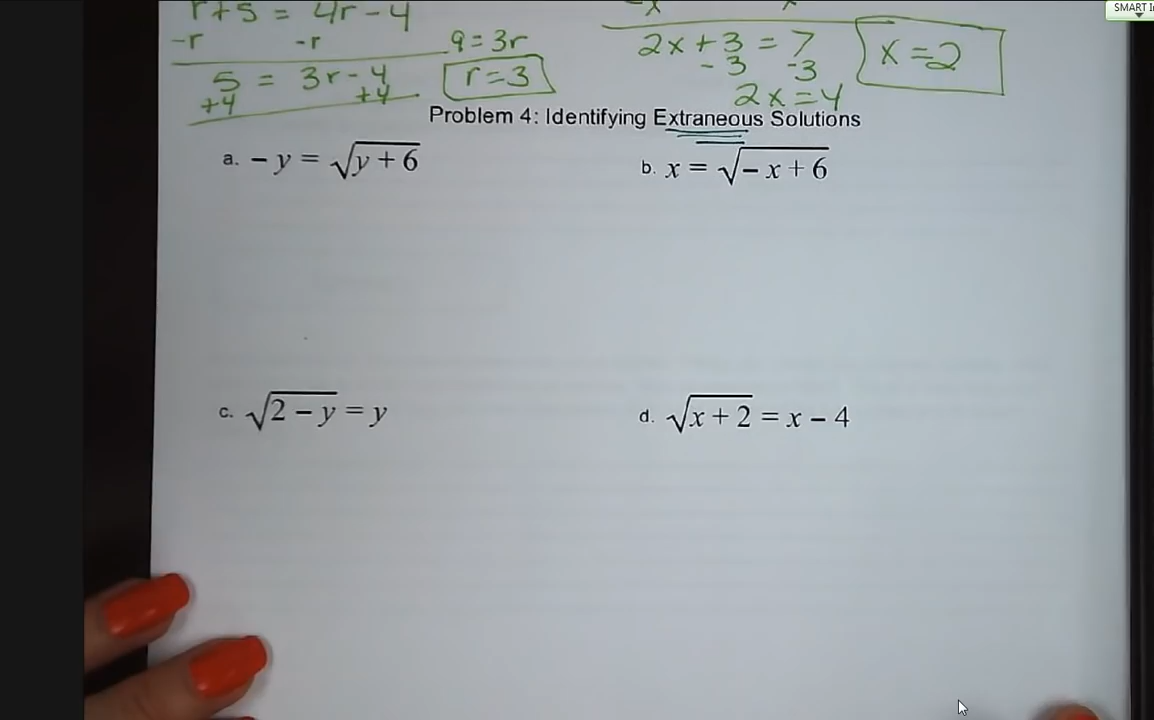 SMART
r+5 = 4r-4
-r -r 9=3r
5 = 3r-4 r=3
+4 +4
2x+3 = 7 x=2
-3 -3
2x=4
Problem 4: Identifying Extraneous Solutions
a. – y = √y + 6 b. x = √– x + 6
c. √2 – y = y d. √x + 2 = x – 4